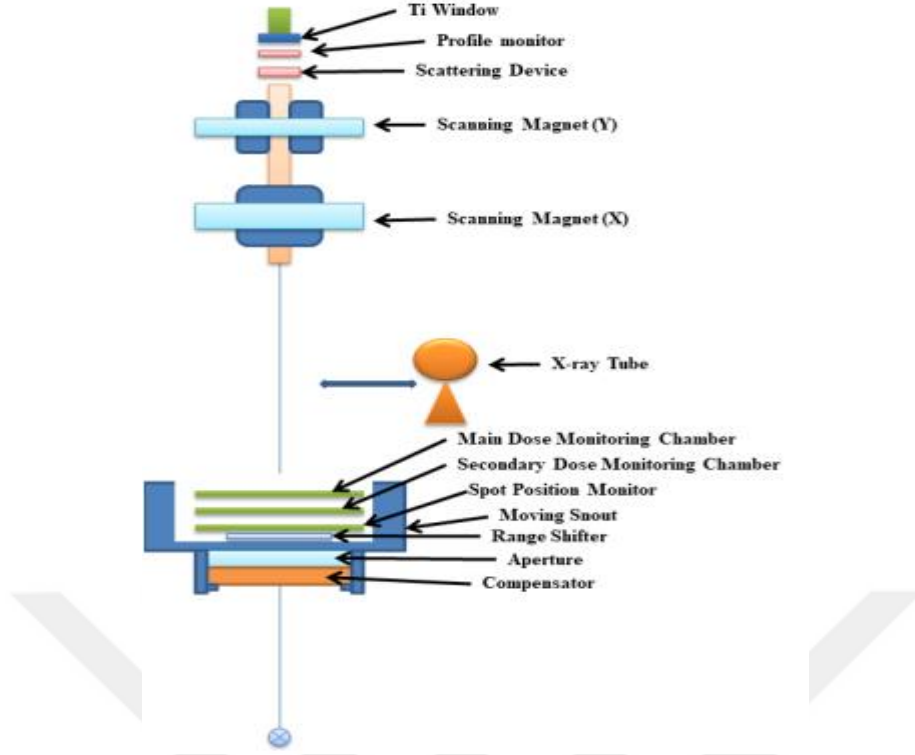 Ti Window
Profile monitor
Scattering Device
Scanning Magnet (Y)
Scanning Magnet (X)
X-ray Tube
Main Dose Monitoring Chamber
Secondary Dose Monitoring Chamber
Spot Position Monitor
Moving Snout
Range Shifter
Aperture
Compensator